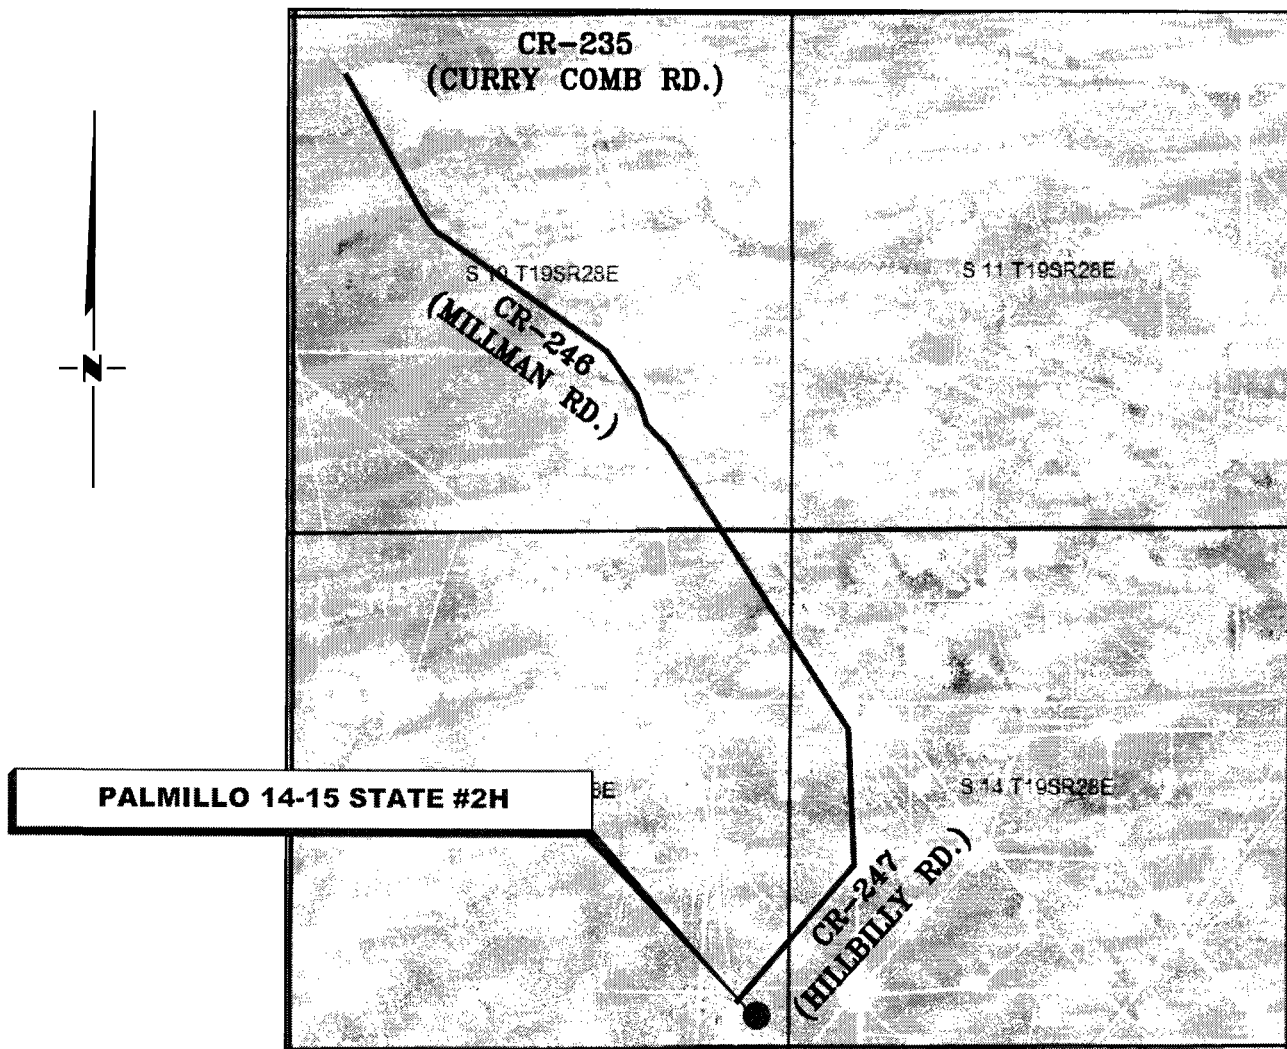 CR-235
(CURRY COMB RD.)
S 10 T19SR28E
S 11 T19SR28E
CR-246
(MILLMAN RD.)
N
PALMILLO 14-15 STATE #2H
8E
S 14 T19SR28E
CR-247
(HILLBILLY RD.)